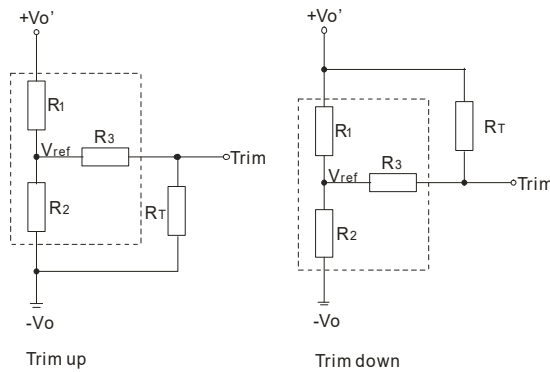 +Vo'
R1
R3
Vref
Trim
R2
RT
-Vo
Trim up
+Vo'
R1
RT
R3
Vref
Trim
R2
-Vo
Trim down